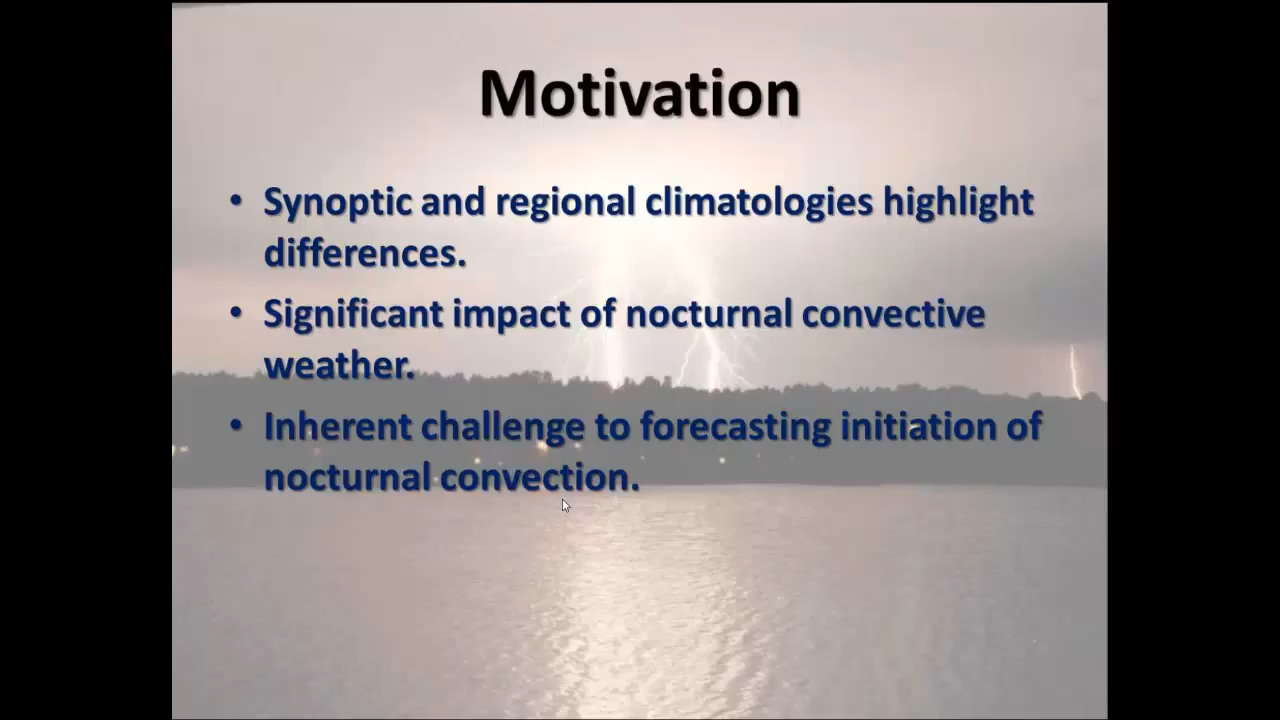 Motivation
• Synoptic and regional climatologies highlight
differences.
• Significant impact of nocturnal convective
weather.
• Inherent challenge to forecasting initiation of
nocturnal convection.